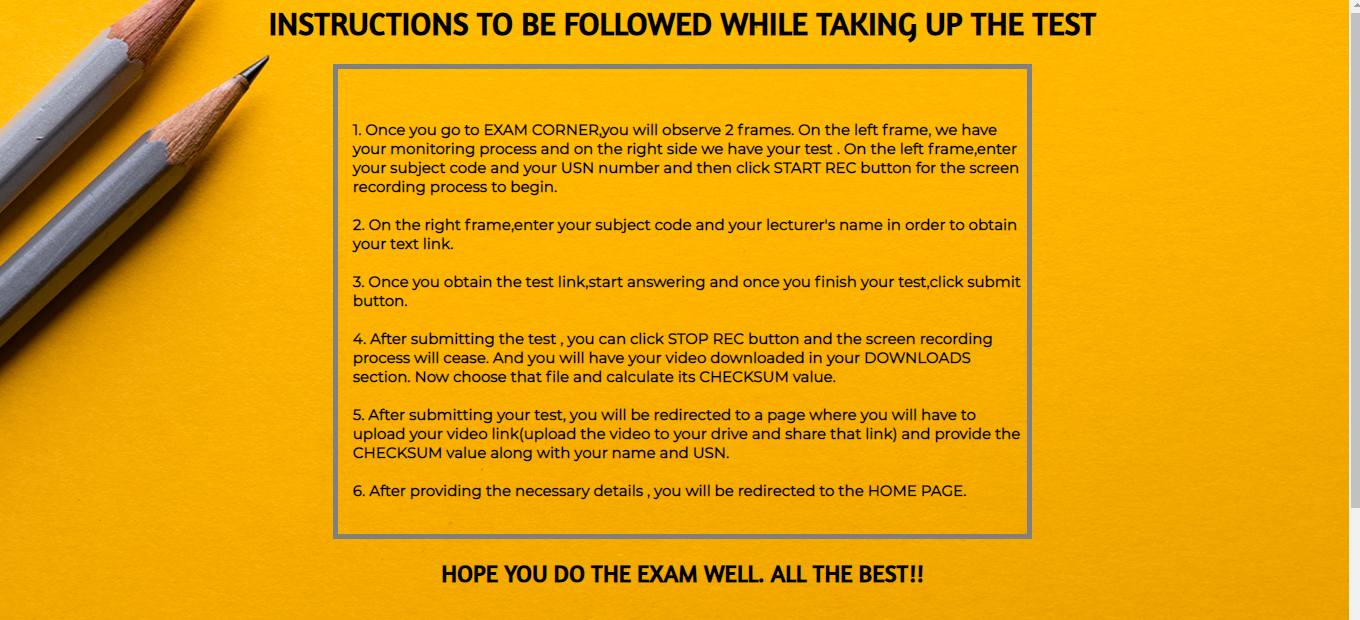 INSTRUCTIONS TO BE FOLLOWED WHILE TAKING UP THE TEST
1. Once you go to EXAM CORNER,you will observe 2 frames. On the left frame, we have
your monitoring process and on the right side we have your test . On the left frame,enter
your subject code and your USN number and then click START REC button for the screen
recording process to begin.
2. On the right frame,enter your subject code and your lecturer's name in order to obtain
your text link.
3. Once you obtain the test link,start answering and once you finish your test,click submit
button.
4. After submitting the test , you can click STOP REC button and the screen recording
process will cease. And you will have your video downloaded in your DOWNLOADS
section. Now choose that file and calculate its CHECKSUM value.
5. After submitting your test, you will be redirected to a page where you will have to
upload your video link(upload the video to your drive and share that link) and provide the
CHECKSUM value along with your name and USN.
6. After providing the necessary details , you will be redirected to the HOME PAGE.
HOPE YOU DO THE EXAM WELL. ALL THE BEST!!